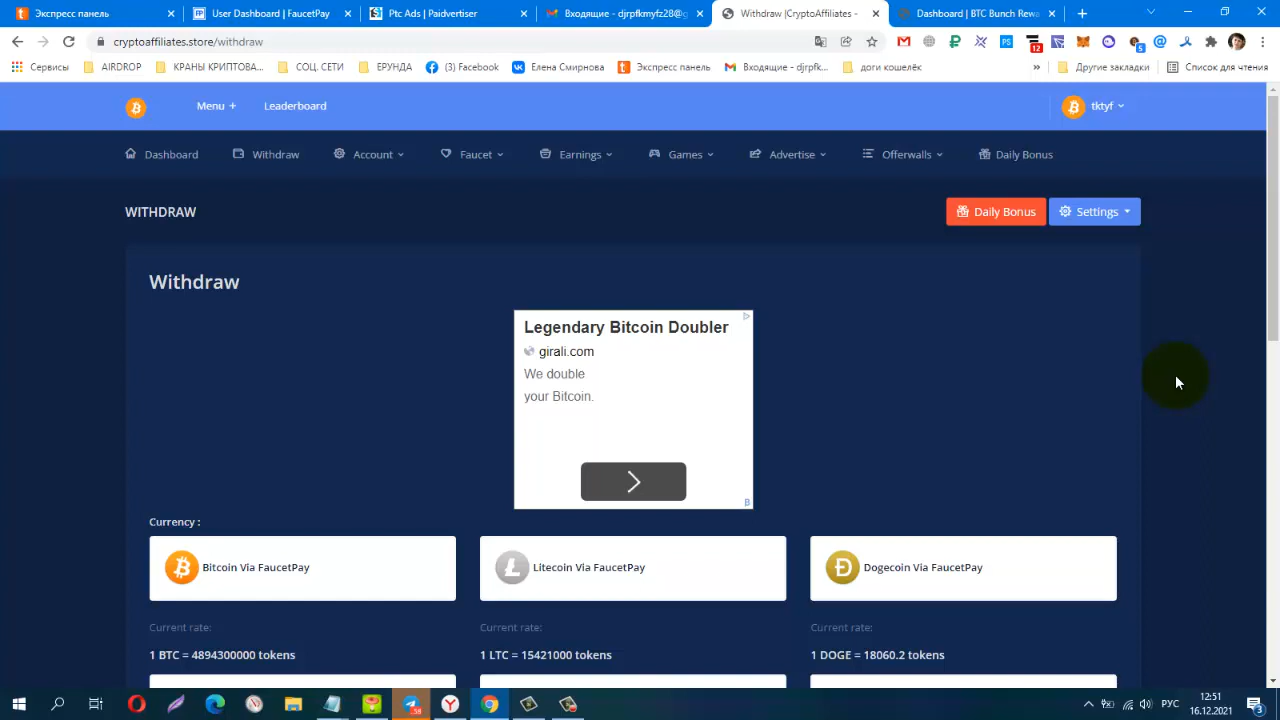 Экспресс панель
User Dashboard | FaucetPay
Ptc Ads | Paidvertiser
Входящие - djrpfkmyfz28@g
Withdraw |CryptoAffiliates -
Dashboard | BTC Bunch Rewa
cryptoaffiliates.store/withdraw
12
5
Сервисы
AIRDROP
КРАНЫ КРИПТОВА...
СОЦ. СЕТИ
ЕРУНДА
(3) Facebook
Елена Смирнова
Экспресс панель
Входящие - djrpfk...
доги кошелёк
»
Другие закладки
Список для чтения
Menu +
Leaderboard
tktyf
Dashboard
Withdraw
Account
Faucet
Earnings
Games
Advertise
Offerwalls
Daily Bonus
WITHDRAW
Daily Bonus
Settings
Withdraw
Legendary Bitcoin Doubler
girali.com
We double
your Bitcoin.
Currency :
Bitcoin Via FaucetPay
Litecoin Via FaucetPay
Dogecoin Via FaucetPay
Current rate:
Current rate:
Current rate:
1 BTC = 4894300000 tokens
1 LTC = 15421000 tokens
1 DOGE = 18060.2 tokens
РУС
12:51
16.12.2021
3